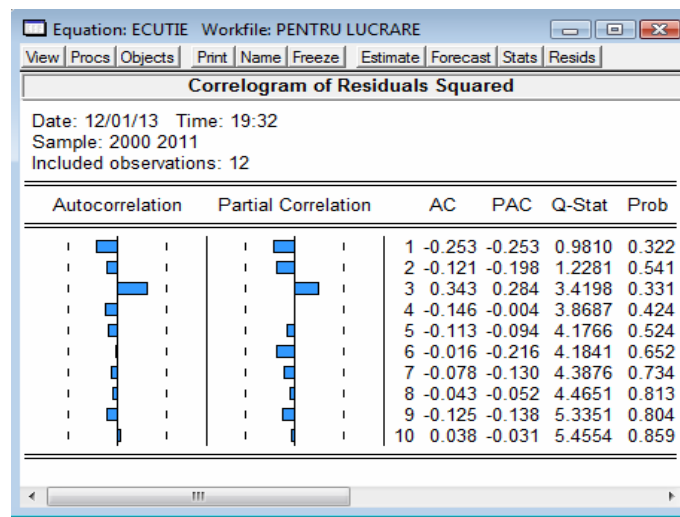 Equation: ECUTIE Workfile: PENTRU LUCRARE
View Procs Objects Print Name Freeze Estimate Forecast Stats Resids
Correlogram of Residuals Squared
Date: 12/01/13 Time: 19:32
Sample: 2000 2011
Included observations: 12
Autocorrelation Partial Correlation AC PAC Q-Stat Prob
1 -0.253 -0.253 0.9810 0.322
2 -0.121 -0.198 1.2281 0.541
3 0.343 0.284 3.4198 0.331
4 -0.146 -0.004 3.8687 0.424
5 -0.113 -0.094 4.1766 0.524
6 -0.016 -0.216 4.1841 0.652
7 -0.078 -0.130 4.3876 0.734
8 -0.043 -0.052 4.4651 0.813
9 -0.125 -0.138 5.3351 0.804
10 0.038 -0.031 5.4554 0.859